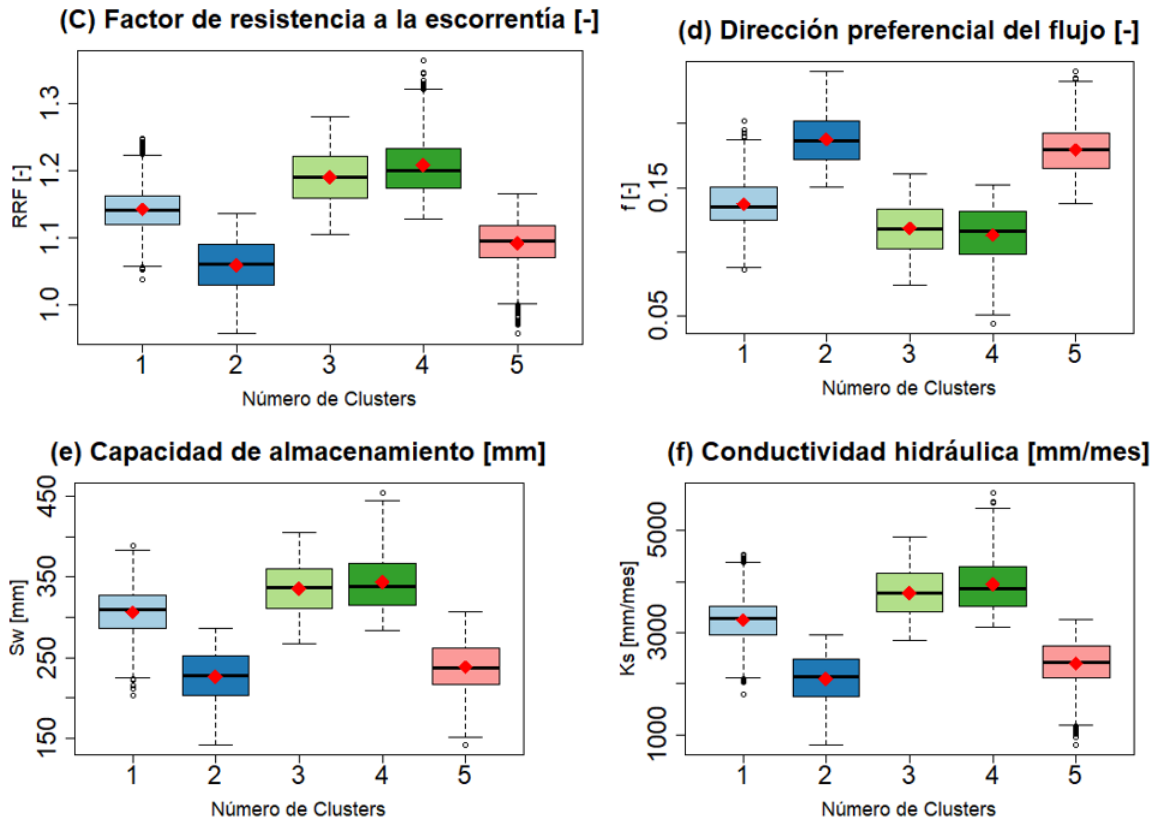 (C) Factor de resistencia a la escorrentía [-]
RRF [-]
1.3
1.2
1.1
1.0
1 2 3 4 5
Número de Clusters
(d) Dirección preferencial del flujo [-]
f [-]
0.15
0.05
1 2 3 4 5
Número de Clusters
(e) Capacidad de almacenamiento [mm]
Sw [mm]
450
350
250
150
1 2 3 4 5
Número de Clusters
(f) Conductividad hidráulica [mm/mes]
Ks [mm/mes]
5000
3000
1000
1 2 3 4 5
Número de Clusters